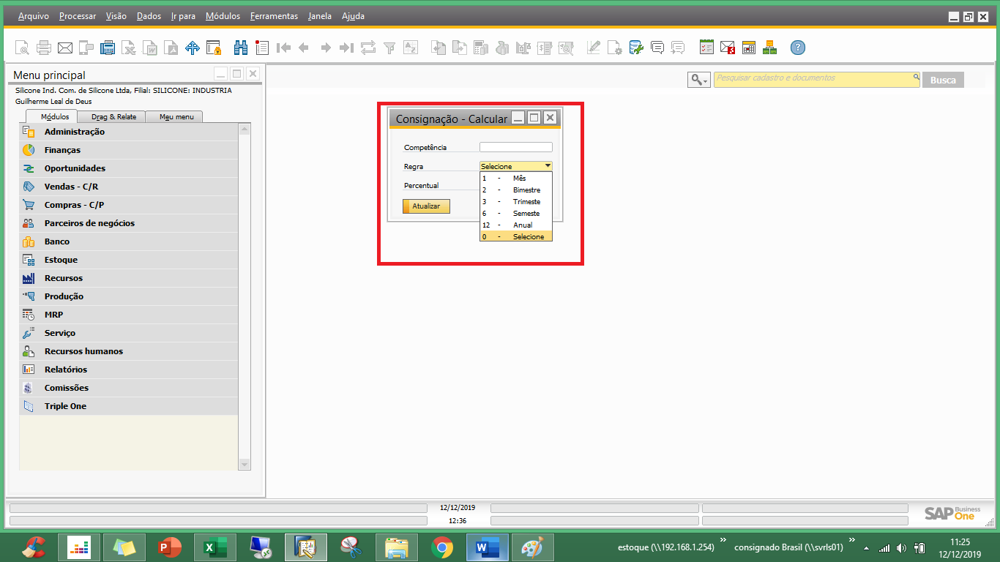 Arquivo Processar Visão Dados Ir para Módulos Ferramentas Janela Ajuda
Menu principal
Silicone Ind. Com. de Silicone Ltda, Filial: SILICONE: INDUSTRIA
Guilherme Leal de Deus
Módulos Drag & Relate Meu menu
Administração
Finanças
Oportunidades
Vendas - C/R
Compras - C/P
Parceiros de negócios
Banco
Estoque
Recursos
Produção
MRP
Serviço
Recursos humanos
Relatórios
Comissões
Triple One
Pesquisar cadastro e documentos Busca
Consignação - Calcular
Competência
Regra Selecione
1 - Mês
2 - Bimestre
3 - Trimeste
6 - Semeste
12 - Anual
0 - Selecione
Percentual
Atualizar
12/12/2019
12:36
SAP Business One
estoque (\\192.168.1.254) » consignado Brasil (\\svrls01) »
11:25
12/12/2019